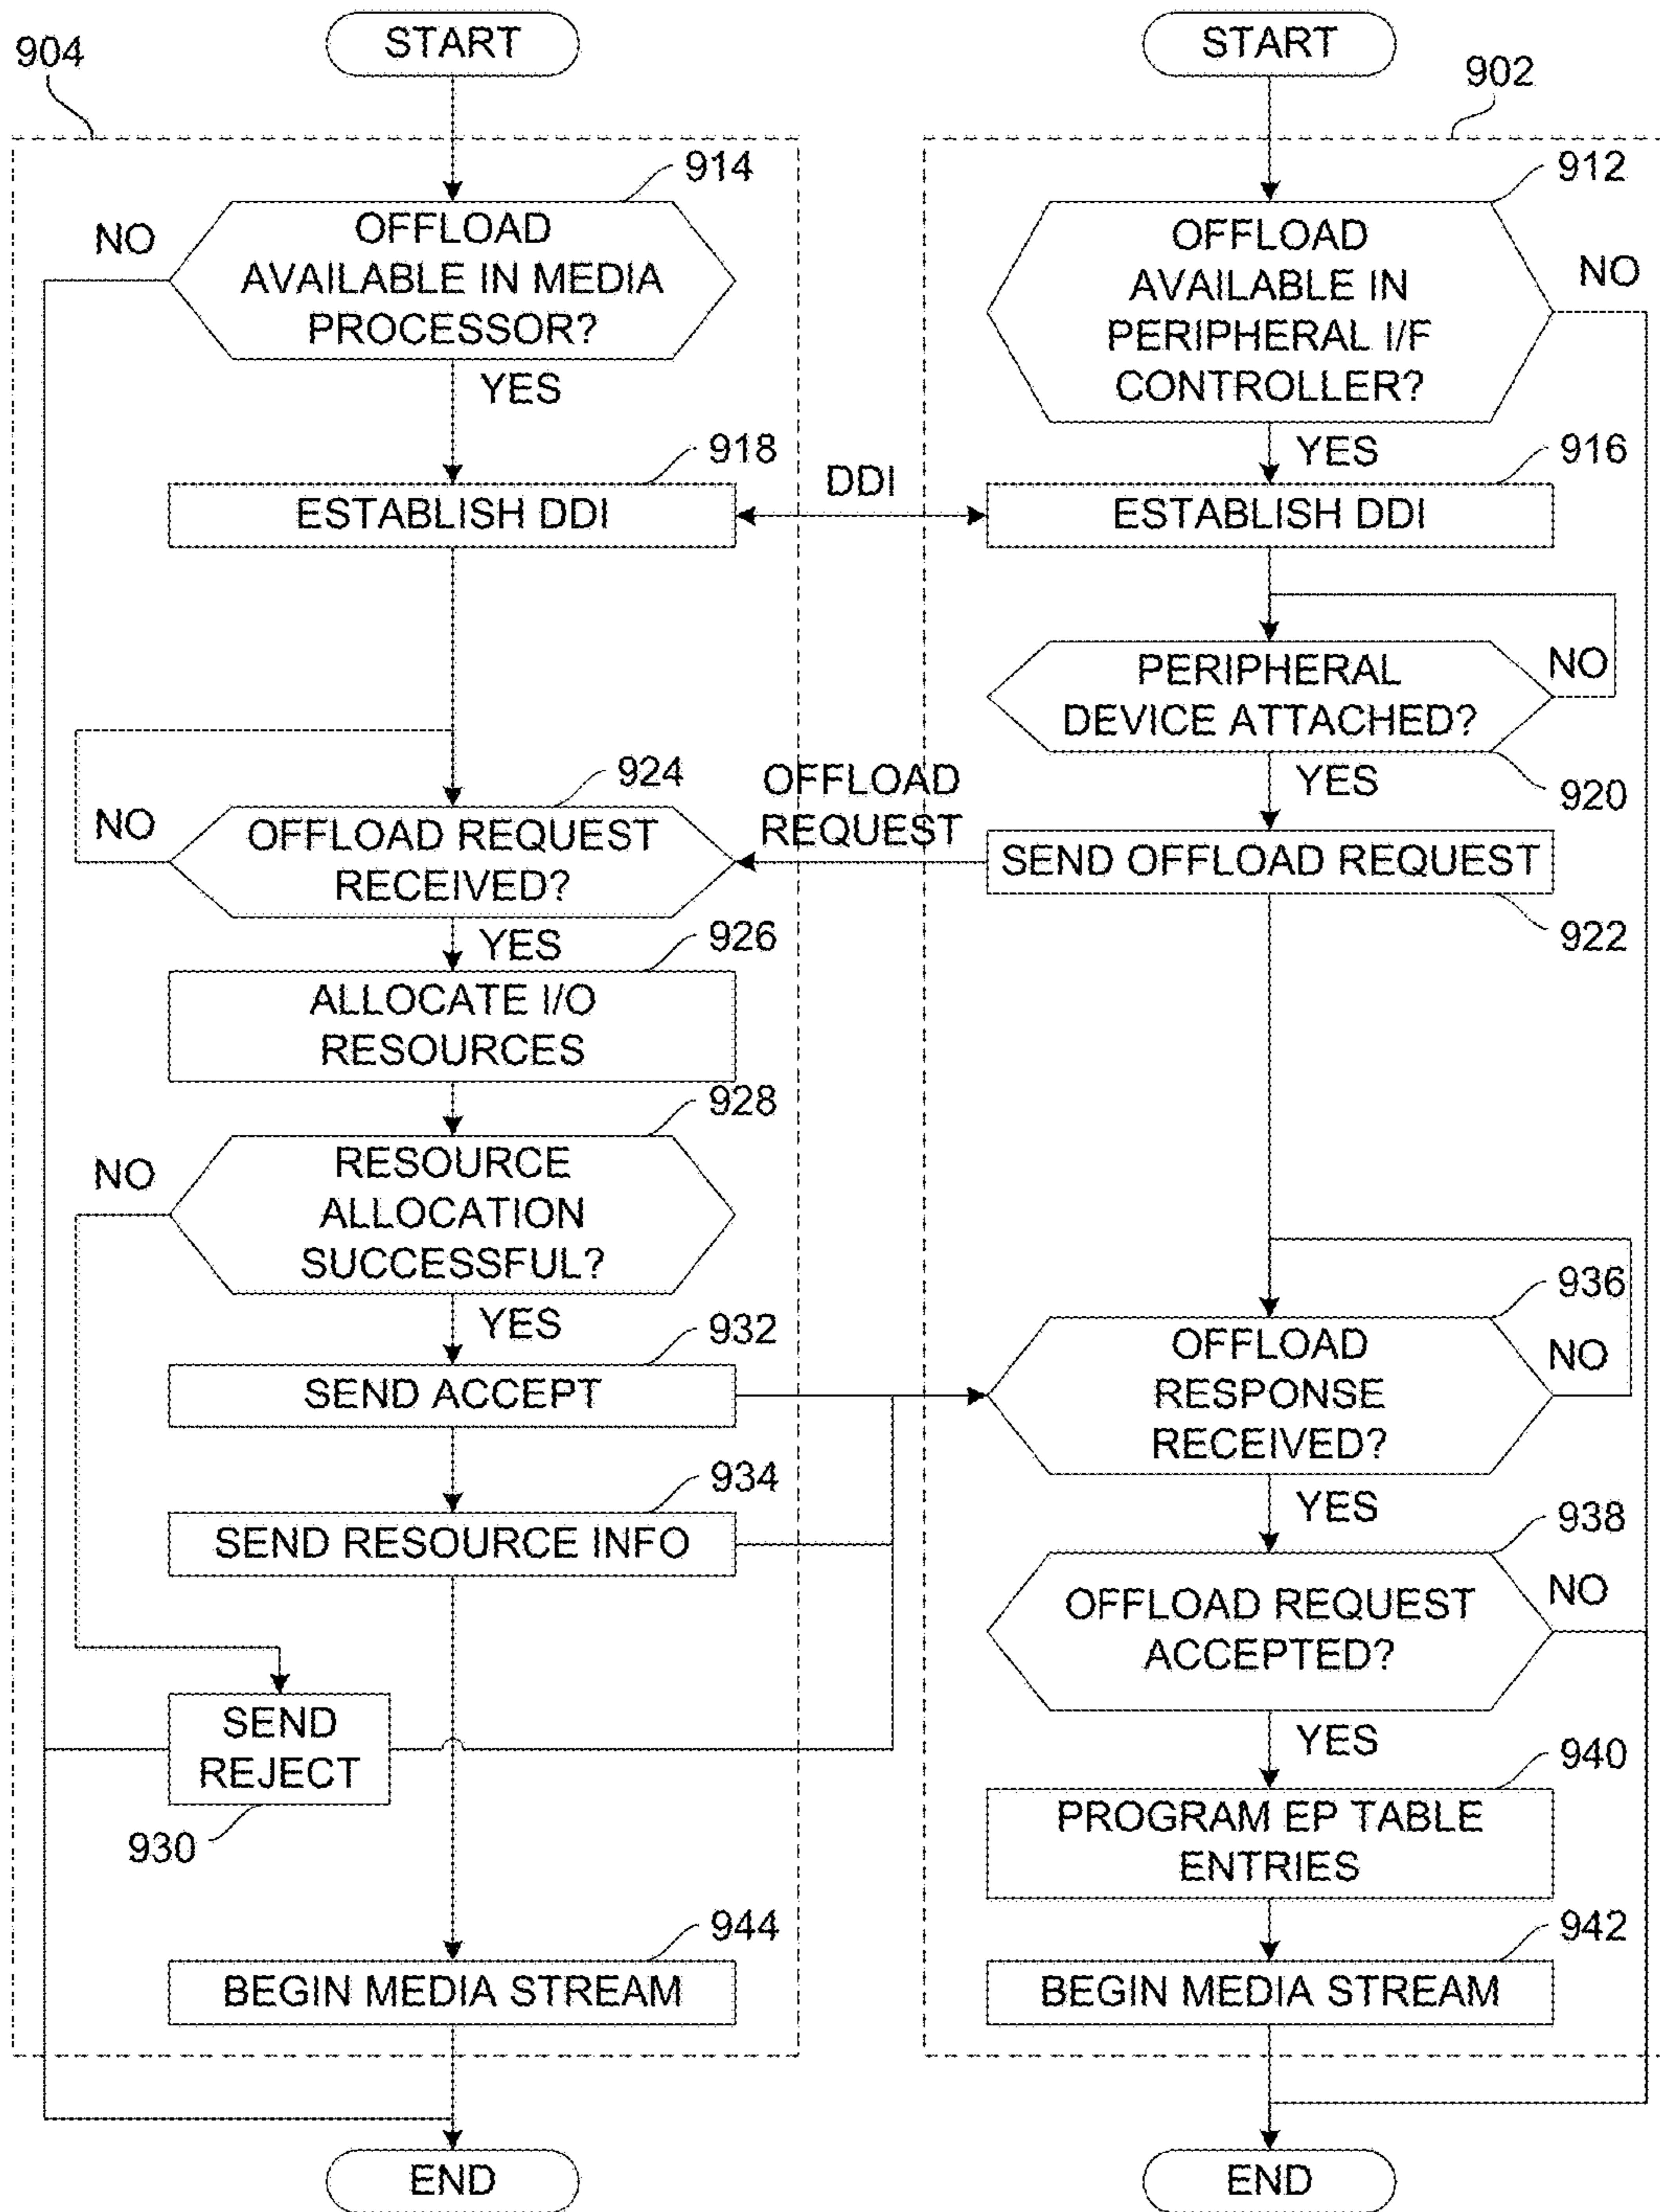 START
904
914
OFFLOAD
AVAILABLE IN MEDIA
PROCESSOR?
NO
YES
918
ESTABLISH DDI
DDI
924
OFFLOAD REQUEST
RECEIVED?
NO
YES
OFFLOAD
REQUEST
926
ALLOCATE I/O
RESOURCES
928
RESOURCE
ALLOCATION
SUCCESSFUL?
NO
YES
932
SEND ACCEPT
934
SEND RESOURCE INFO
SEND
REJECT
930
944
BEGIN MEDIA STREAM
END
START
902
912
OFFLOAD
AVAILABLE IN
PERIPHERAL I/F
CONTROLLER?
NO
YES
916
ESTABLISH DDI
PERIPHERAL
DEVICE ATTACHED?
NO
YES
920
SEND OFFLOAD REQUEST
922
936
OFFLOAD
RESPONSE
RECEIVED?
NO
YES
938
OFFLOAD REQUEST
ACCEPTED?
NO
YES
940
PROGRAM EP TABLE
ENTRIES
942
BEGIN MEDIA STREAM
END